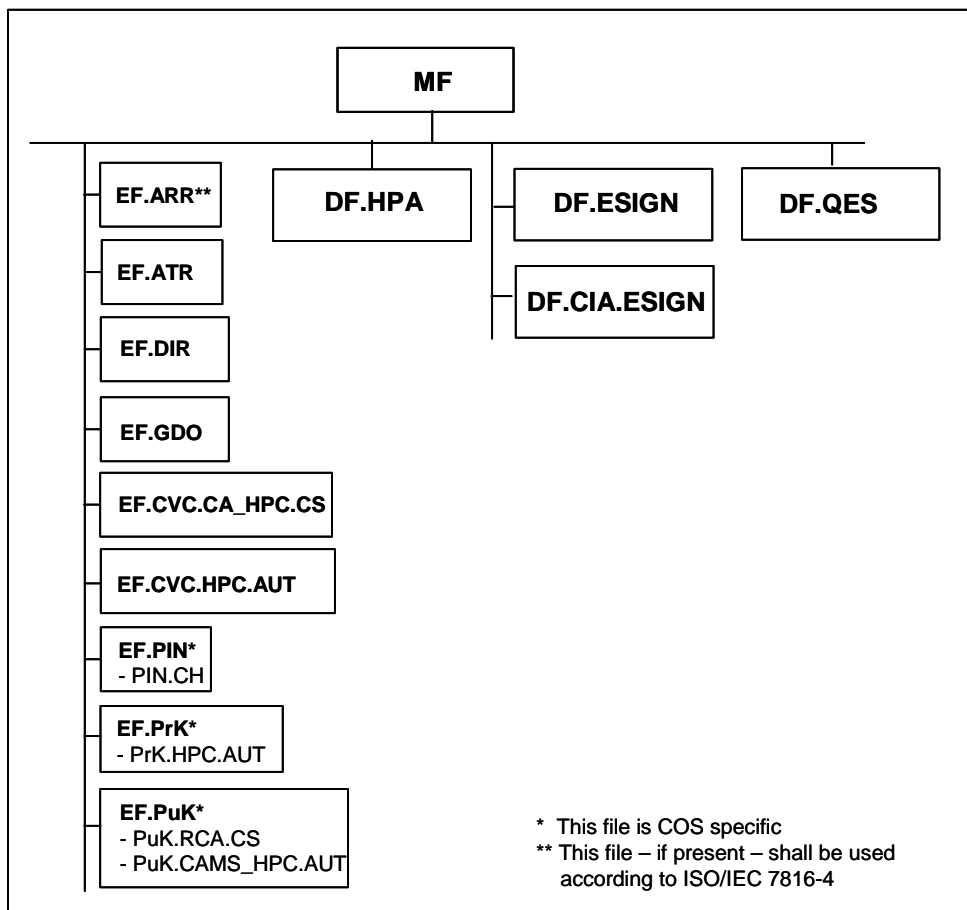 MF
EF.ARR**
DF.HPA
DF.ESIGN
DF.QES
EF.ATR
DF.CIA.ESIGN
EF.DIR
EF.GDO
EF.CVC.CA_HPC.CS
EF.CVC.HPC.AUT
EF.PIN*
- PIN.CH
EF.PrK*
- PrK.HPC.AUT
EF.PuK*
- PuK.RCA.CS
- PuK.CAMS_HPC.AUT
* This file is COS specific
** This file – if present – shall be used
according to ISO/IEC 7816-4